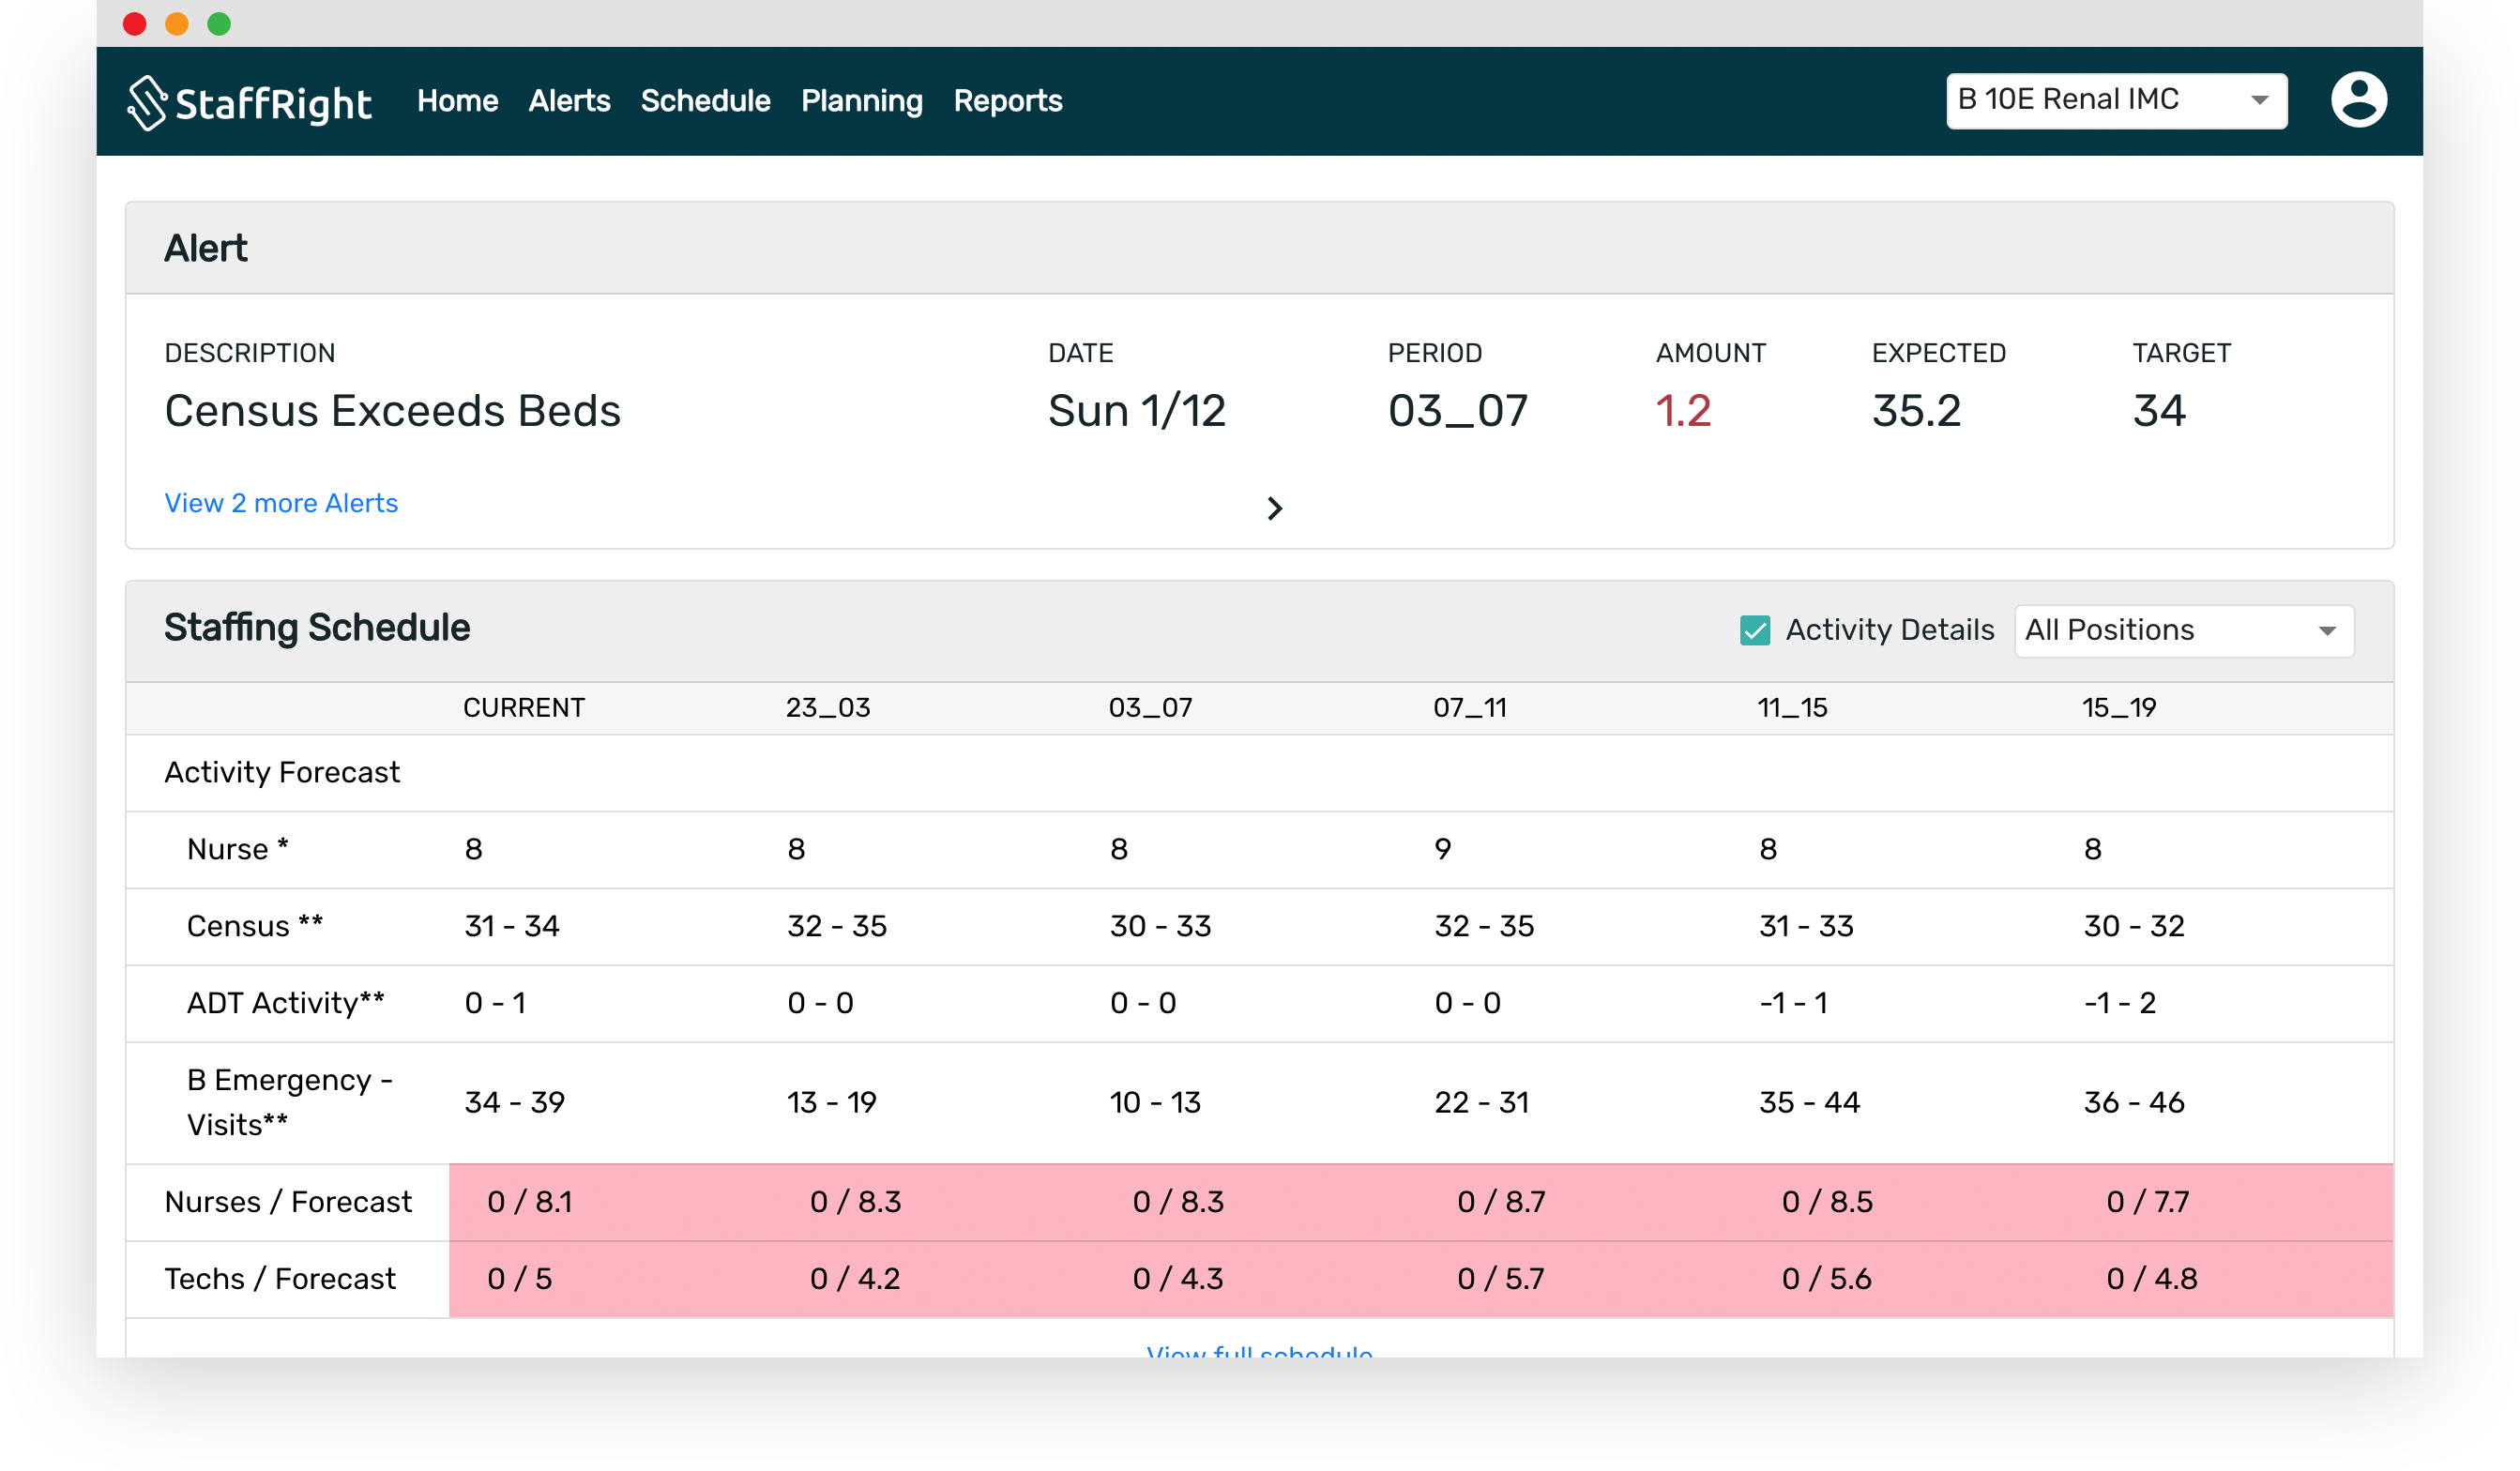 StaffRight Home Alerts Schedule Planning Reports B 10E Renal IMC
Alert
DESCRIPTION DATE PERIOD AMOUNT EXPECTED TARGET
Census Exceeds Beds Sun 1/12 03_07 1.2 35.2 34
View 2 more Alerts
Staffing Schedule Activity Details All Positions
CURRENT 23_03 03_07 07_11 11_15 15_19
Activity Forecast
Nurse * 8 8 8 9 8 8
Census ** 31 - 34 32 - 35 30 - 33 32 - 35 31 - 33 30 - 32
ADT Activity** 0 - 1 0 - 0 0 - 0 0 - 0 -1 - 1 -1 - 2
B Emergency -
Visits** 34 - 39 13 - 19 10 - 13 22 - 31 35 - 44 36 - 46
Nurses / Forecast 0 / 8.1 0 / 8.3 0 / 8.3 0 / 8.7 0 / 8.5 0 / 7.7
Techs / Forecast 0 / 5 0 / 4.2 0 / 4.3 0 / 5.7 0 / 5.6 0 / 4.8
View full schedule